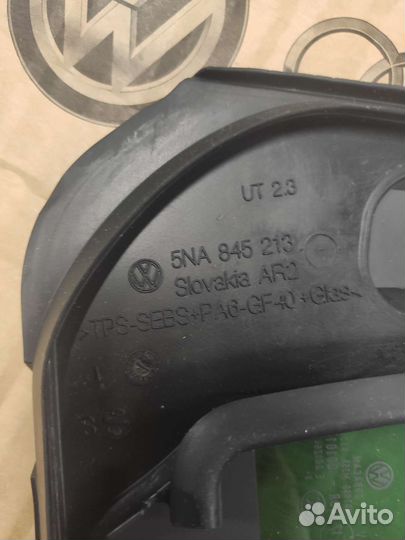 UT 2.3
5NA 845 213
Slovakia AR2
>TPS-SEBS+PA6-GF40+Glas<
Avito